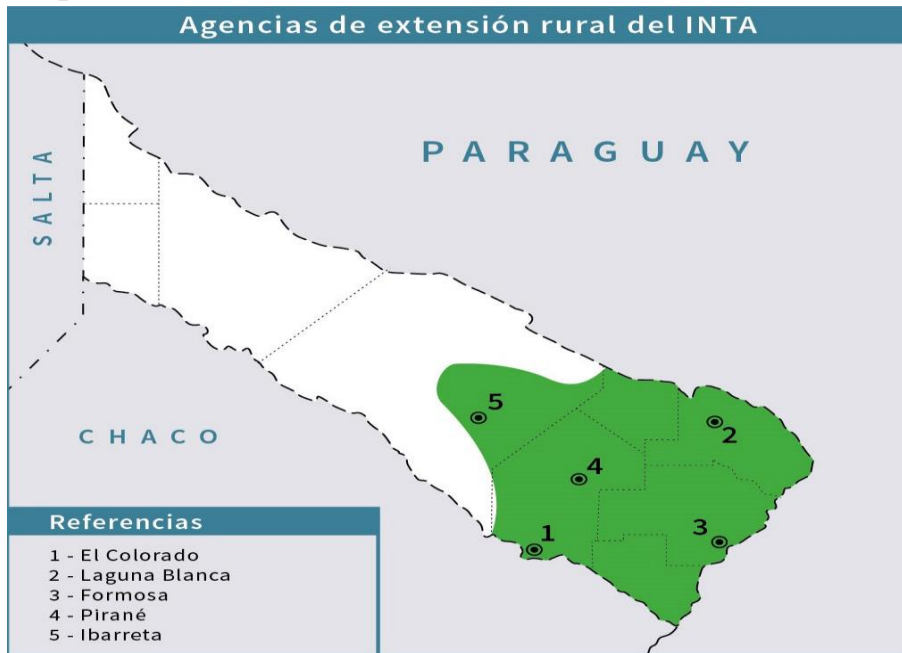 Agencias de extensión rural del INTA
PARAGUAY
SALTA
CHACO
5
2
4
3
1
Referencias
1 - El Colorado
2 - Laguna Blanca
3 - Formosa
4 - Pirané
5 - Ibarreta